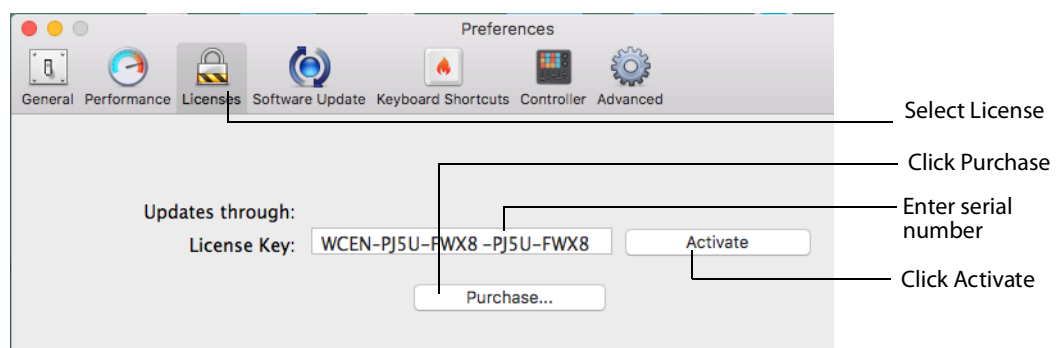 Preferences
General Performance Licenses Software Update Keyboard Shortcuts Controller Advanced
Select License
Click Purchase
Updates through:
Enter serial
number
License Key: WCEN-PJ5U-FWX8 –PJ5U-FWX8 Activate
Click Activate
Purchase...